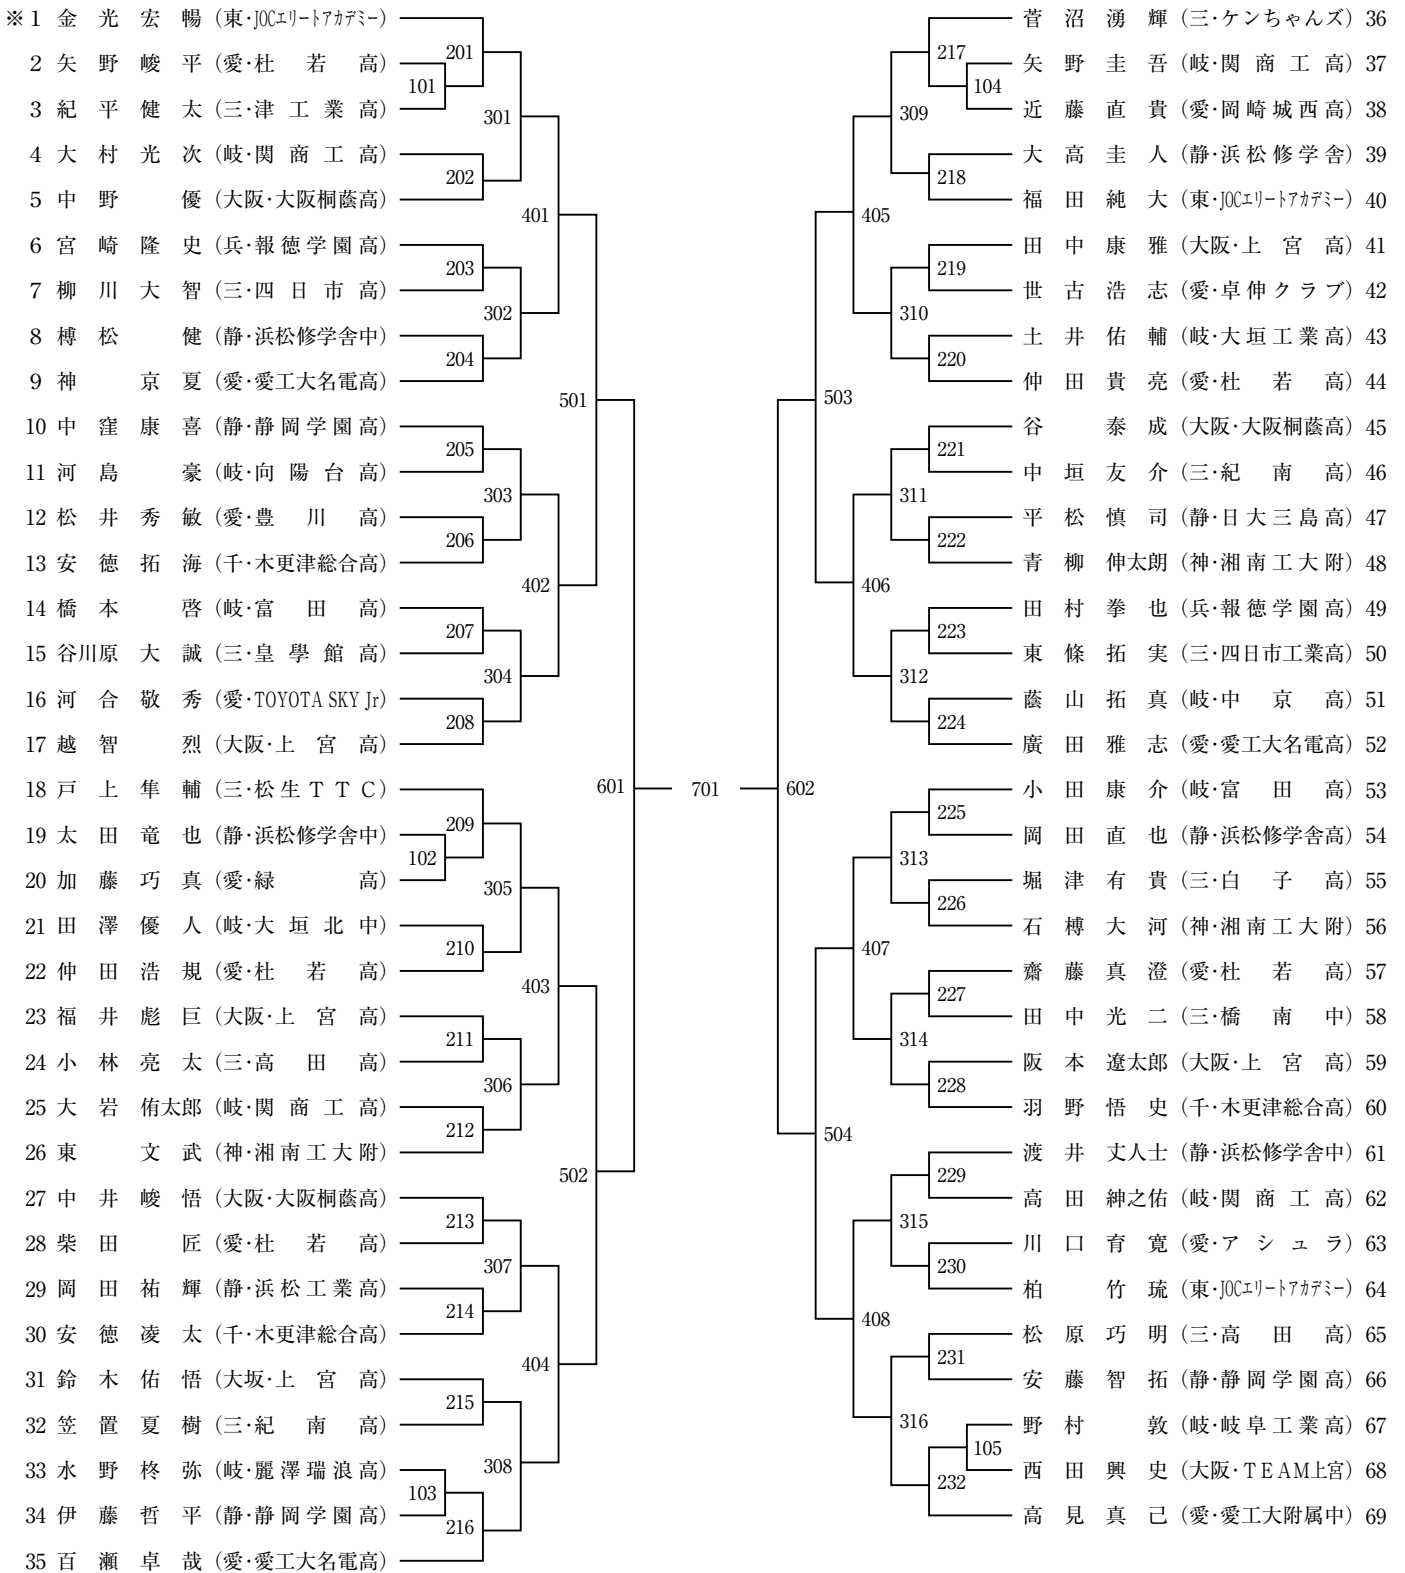 ※1 金光宏暢 (東･JOCエリートアカデミー)
2 矢野峻平 (愛･杜若高)
3 紀平健太 (三･津工業高)
4 大村光次 (岐･関商工高)
5 中野優 (大阪･大阪桐蔭高)
6 宮崎隆史 (兵･報徳学園高)
7 柳川大智 (三･四日市高)
8 榑松健 (静･浜松修学舎中)
9 神京夏 (愛･愛工大名電高)
10 中窪康喜 (静･静岡学園高)
11 河島豪 (岐･向陽台高)
12 松井秀敏 (愛･豊川高)
13 安徳拓海 (千･木更津総合高)
14 橋本啓 (岐･富田高)
15 谷川原大誠 (三･皇學館高)
16 河合敬秀 (愛･TOYOTA SKY Jr)
17 越智烈 (大阪･上宮高)
18 戸上隼輔 (三･松生TTC)
19 太田竜也 (静･浜松修学舎中)
20 加藤巧真 (愛･緑高)
21 田澤優人 (岐･大垣北中)
22 仲田浩規 (愛･杜若高)
23 福井彪巨 (大阪･上宮高)
24 小林亮太 (三･高田高)
25 大岩侑太郎 (岐･関商工高)
26 東文武 (神･湘南工大附)
27 中井峻悟 (大阪･大阪桐蔭高)
28 柴田匠 (愛･杜若高)
29 岡田祐輝 (静･浜松工業高)
30 安徳凌太 (千･木更津総合高)
31 鈴木佑悟 (大坂･上宮高)
32 笠置夏樹 (三･紀南高)
33 水野柊弥 (岐･麗澤瑞浪高)
34 伊藤哲平 (静･静岡学園高)
35 百瀬卓哉 (愛･愛工大名電高)
101
102
103
201
202
203
204
205
206
207
208
209
210
211
212
213
214
215
216
301
302
303
304
305
306
307
308
401
402
403
404
501
502
601
701
602
503
504
405
406
407
408
309
310
311
312
313
314
315
316
217
218
219
220
221
222
223
224
225
226
227
228
229
230
231
232
104
105
菅沼湧輝 (三･ケンちゃんズ) 36
矢野圭吾 (岐･関商工高) 37
近藤直貴 (愛･岡崎城西高) 38
大高圭人 (静･浜松修学舎) 39
福田純大 (東･JOCエリートアカデミー) 40
田中康雅 (大阪･上宮高) 41
世古浩志 (愛･卓伸クラブ) 42
土井佑輔 (岐･大垣工業高) 43
仲田貴亮 (愛･杜若高) 44
谷泰成 (大阪･大阪桐蔭高) 45
中垣友介 (三･紀南高) 46
平松慎司 (静･日大三島高) 47
青柳伸太朗 (神･湘南工大附) 48
田村拳也 (兵･報徳学園高) 49
東條拓実 (三･四日市工業高) 50
蔭山拓真 (岐･中京高) 51
廣田雅志 (愛･愛工大名電高) 52
小田康介 (岐･富田高) 53
岡田直也 (静･浜松修学舎高) 54
堀津有貴 (三･白子高) 55
石榑大河 (神･湘南工大附) 56
齋藤真澄 (愛･杜若高) 57
田中光二 (三･橋南中) 58
阪本遼太郎 (大阪･上宮高) 59
羽野悟史 (千･木更津総合高) 60
渡井丈人士 (静･浜松修学舎中) 61
高田紳之佑 (岐･関商工高) 62
川口育寛 (愛･アシュラ) 63
柏竹琉 (東･JOCエリートアカデミー) 64
松原巧明 (三･高田高) 65
安藤智拓 (静･静岡学園高) 66
野村敦 (岐･岐阜工業高) 67
西田興史 (大阪･TEAM上宮) 68
高見真己 (愛･愛工大附属中) 69